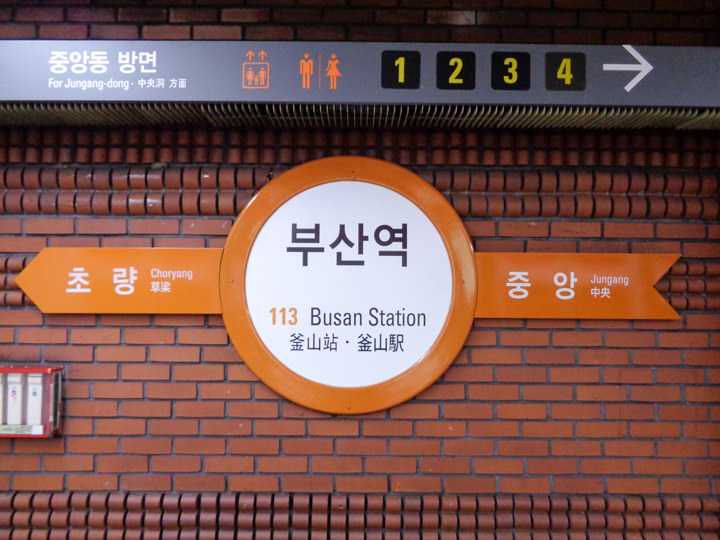 중앙동 방면
For Jungang-dong · 中央洞 方面
1 2 3 4
부산역
113 Busan Station
釜山站 · 釜山駅
초량 Choryang
草梁
중앙 Jungang
中央